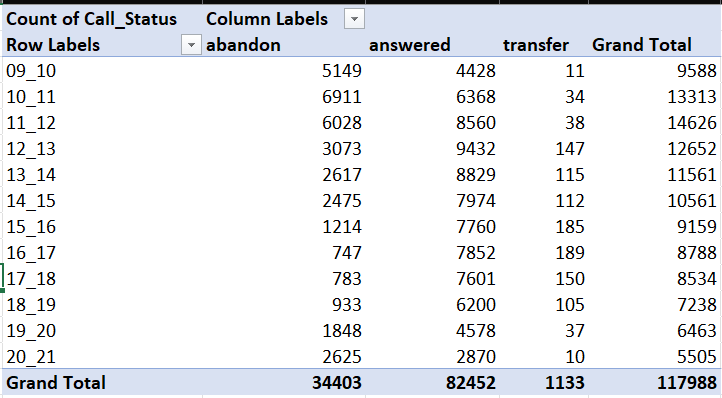 Count of Call_Status Column Labels
Row Labels abandon answered transfer Grand Total
09_10 5149 4428 11 9588
10_11 6911 6368 34 13313
11_12 6028 8560 38 14626
12_13 3073 9432 147 12652
13_14 2617 8829 115 11561
14_15 2475 7974 112 10561
15_16 1214 7760 185 9159
16_17 747 7852 189 8788
17_18 783 7601 150 8534
18_19 933 6200 105 7238
19_20 1848 4578 37 6463
20_21 2625 2870 10 5505
Grand Total 34403 82452 1133 117988